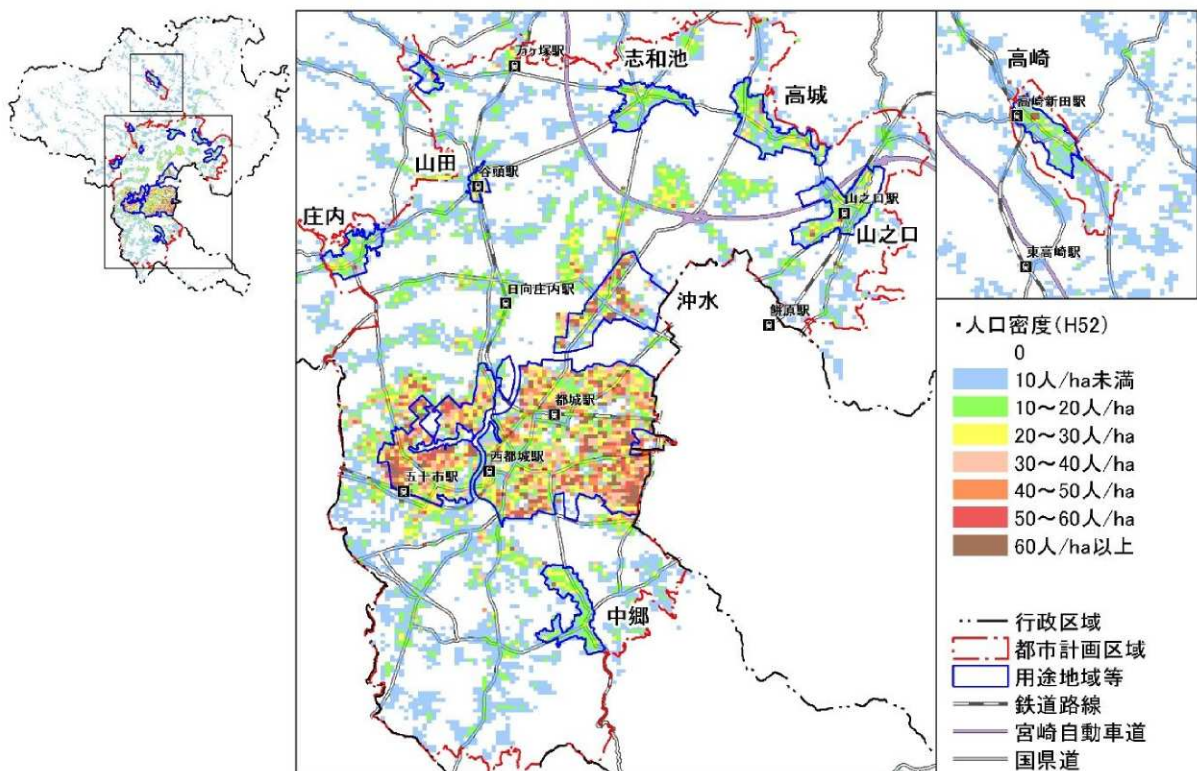 万ヶ塚駅
志和池
高城
山田
谷頭駅
庄内
山之口駅
山之口
日向庄内駅
沖水
餅原駅
都城駅
西都城駅
五十市駅
中郷
高崎
高崎新田駅
東高崎駅
・人口密度(H52)
0
10人/ha未満
10～20人/ha
20～30人/ha
30～40人/ha
40～50人/ha
50～60人/ha
60人/ha以上
行政区域
都市計画区域
用途地域等
鉄道路線
宮崎自動車道
国県道